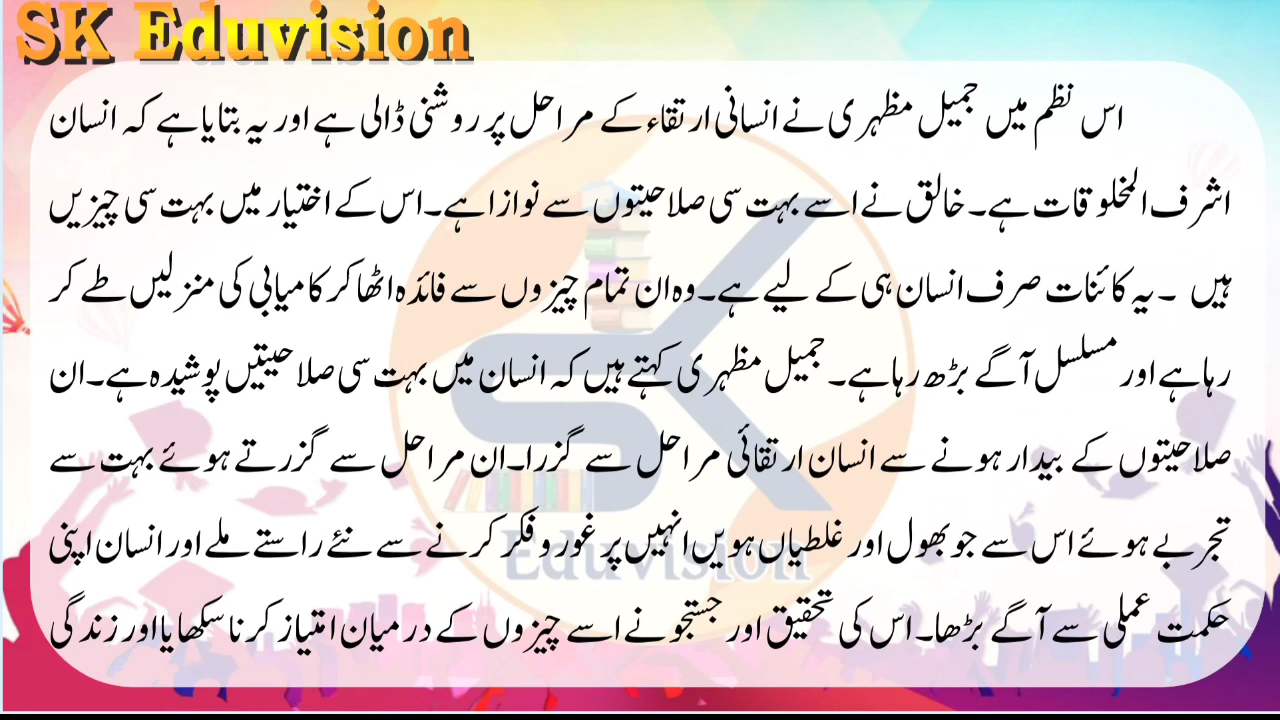 SK Eduvision
اس نظم میں جمیل مظہری نے انسانی ارتقاء کے مراحل پر روشنی ڈالی ہے اور یہ بتایا ہے کہ انسان
اشرف المخلوقات ہے۔ خالق نے اسے بہت سی صلاحیتوں سے نوازا ہے۔ اس کے اختیار میں بہت سی چیزیں
ہیں ۔ یہ کائنات صرف انسان ہی کے لیے ہے۔ وہ ان تمام چیزوں سے فائدہ اٹھا کر کامیابی کی منزلیں طے کر
رہا ہے اور مسلسل آگے بڑھ رہا ہے۔ جمیل مظہری کہتے ہیں کہ انسان میں بہت سی صلاحیتیں پوشیدہ ہے۔ ان
صلاحیتوں کے بیدار ہونے سے انسان ارتقائی مراحل سے گزرا۔ ان مراحل سے گزرتے ہوئے بہت سے
تجربے ہوئے اس سے جو بھول اور غلطیاں ہویں انہیں پر غور و فکر کرنے سے نئے راستے ملے اور انسان اپنی
حکمت عملی سے آگے بڑھا۔ اس کی تحقیق اور جستجو نے اسے چیزوں کے درمیان امتیاز کرنا سکھایا اور زندگی
Eduvision